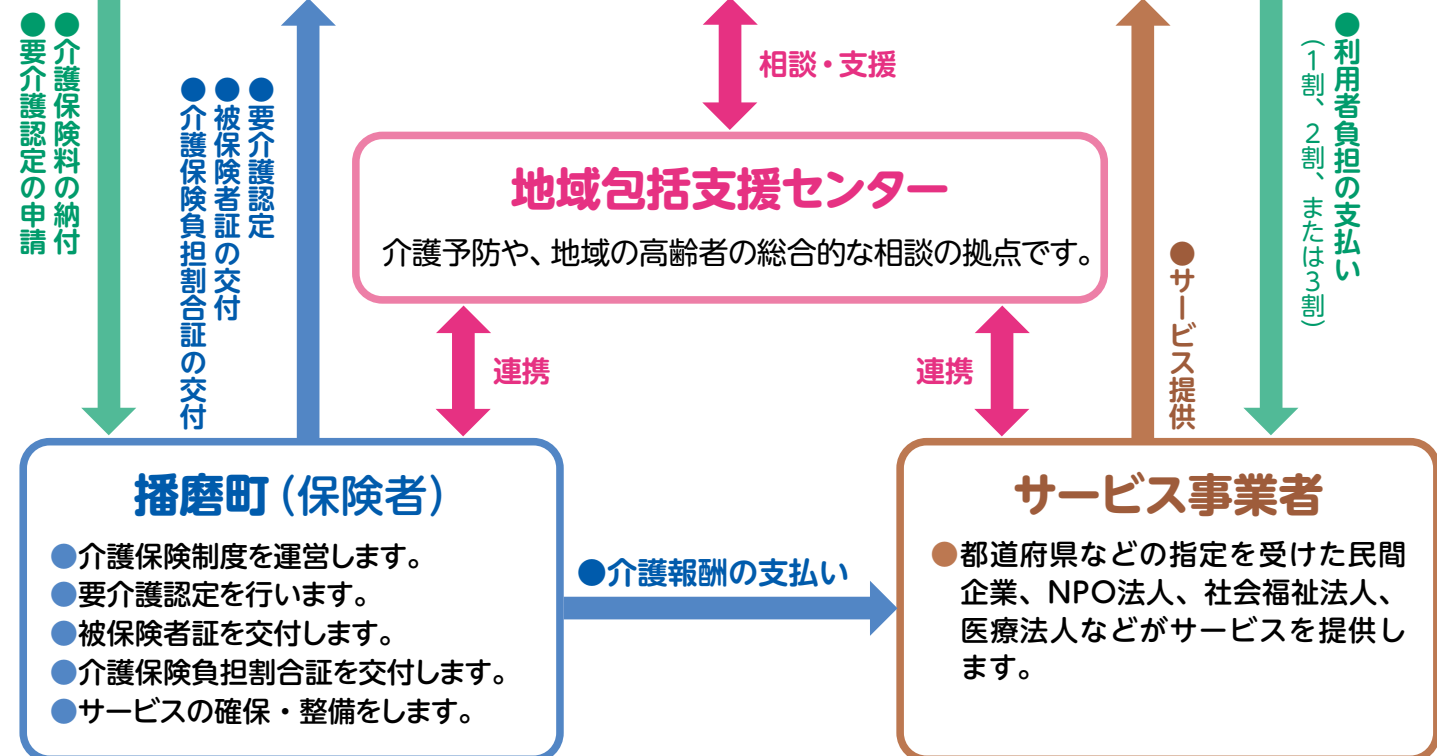 ●介護保険料の納付
●要介護認定の申請
●要介護認定
●被保険者証の交付
●介護保険負担割合証の交付
相談・支援
●利用者負担の支払い
(1割、2割、または3割)
地域包括支援センター
介護予防や、地域の高齢者の総合的な相談の拠点です。
●サービス提供
連携
連携
播磨町(保険者)
●介護保険制度を運営します。
●要介護認定を行います。
●被保険者証を交付します。
●介護保険負担割合証を交付します。
●サービスの確保・整備をします。
●介護報酬の支払い
サービス事業者
●都道府県などの指定を受けた民間
企業、NPO法人、社会福祉法人、
医療法人などがサービスを提供し
ます。